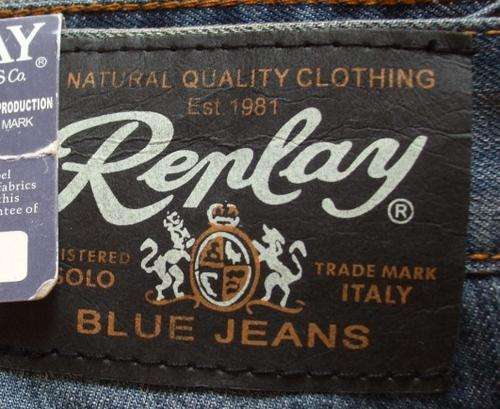 AY®
S Co.
PRODUCTION
MARK
el
Fabrics
this
ntee of
NATURAL QUALITY CLOTHING
Est 1981
Replay®
ISTERED
SOLO
TRADE MARK
ITALY
BLUE JEANS